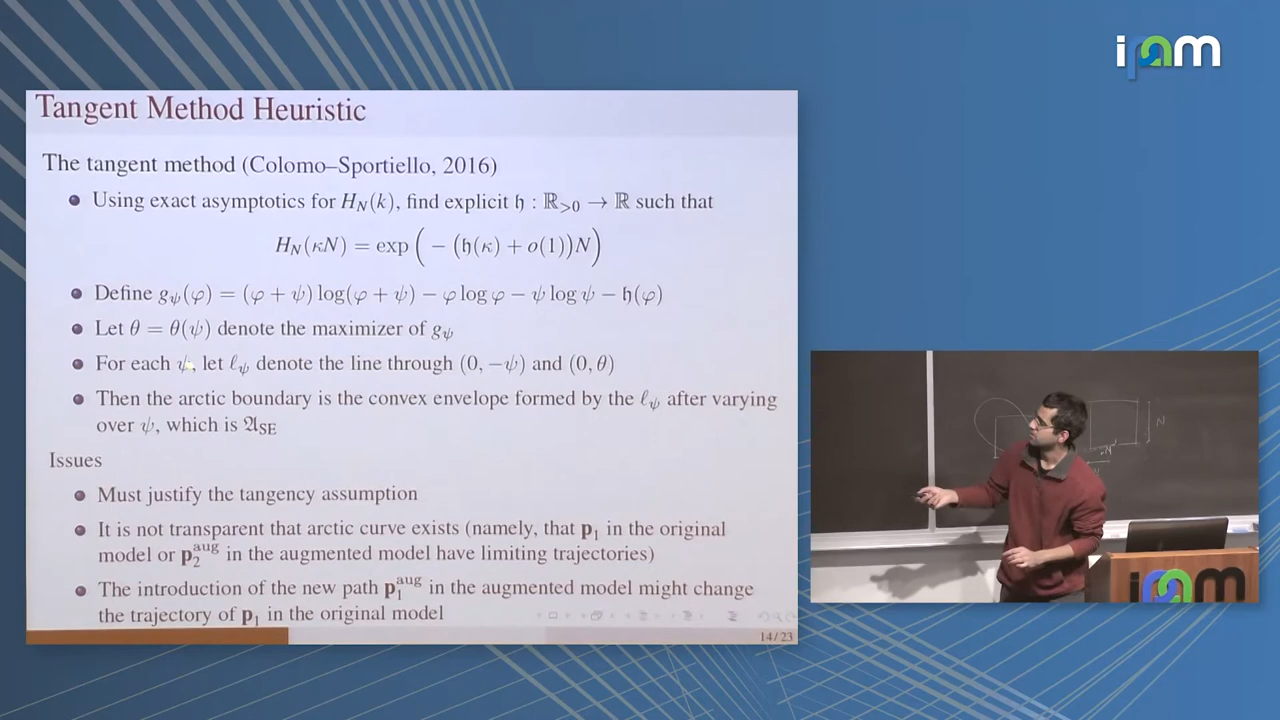 ipam
Tangent Method Heuristic
The tangent method (Colomo–Sportiello, 2016)
Using exact asymptotics for H_N(k), find explicit 𝔥 : ℝ_{>0} → ℝ such that
H_N(κN) = exp ( − (𝔥(κ) + o(1))N )
Define g_ψ(φ) = (φ + ψ) log(φ + ψ) − φ log φ − ψ log ψ − 𝔥(φ)
Let θ = θ(ψ) denote the maximizer of g_ψ
For each ψ, let ℓ_ψ denote the line through (0, −ψ) and (0, θ)
Then the arctic boundary is the convex envelope formed by the ℓ_ψ after varying
over ψ, which is 𝔄_SE
Issues
Must justify the tangency assumption
It is not transparent that arctic curve exists (namely, that p_1 in the original
model or p_2^aug in the augmented model have limiting trajectories)
The introduction of the new path p_1^aug in the augmented model might change
the trajectory of p_1 in the original model
14/23
N
ipam